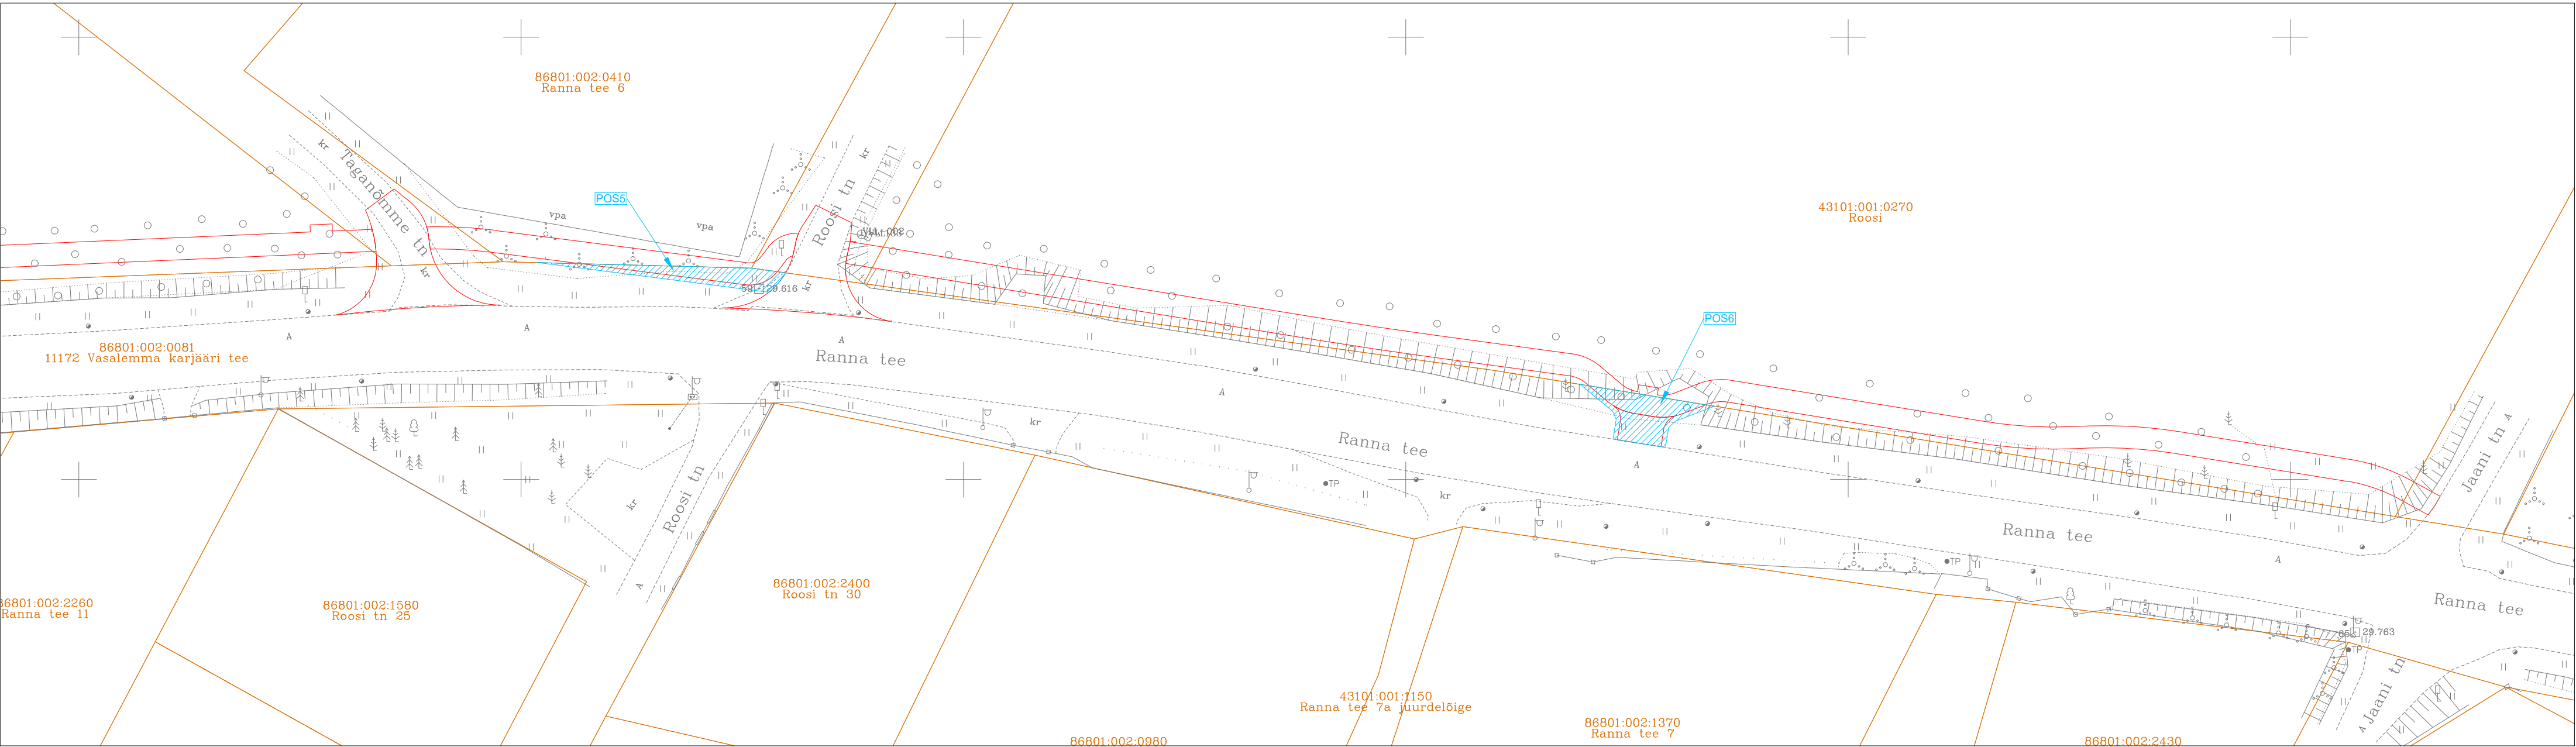 86801:002:0410
Ranna tee 6
kr
Taganõmme tn
kr
POS5
vpa
vpa
kr
Roosi tn
kr
59L 129.616
43101:001:0270
Roosi
POS6
A
A
A
86801:002:0081
11172 Vasalemma karjääri tee
Ranna tee
A
kr
Ranna tee
A
kr
TP
kr
Roosi tn
A
Jaani tn
A
Ranna tee
A
TP
86801:002:2260
Ranna tee 11
86801:002:1580
Roosi tn 25
86801:002:2400
Roosi tn 30
Ranna tee
29.763
TP
43101:001:1150
Ranna tee 7a juurdelõige
86801:002:1370
Ranna tee 7
A
Jaani tn
86801:002:0980
86801:002:2430